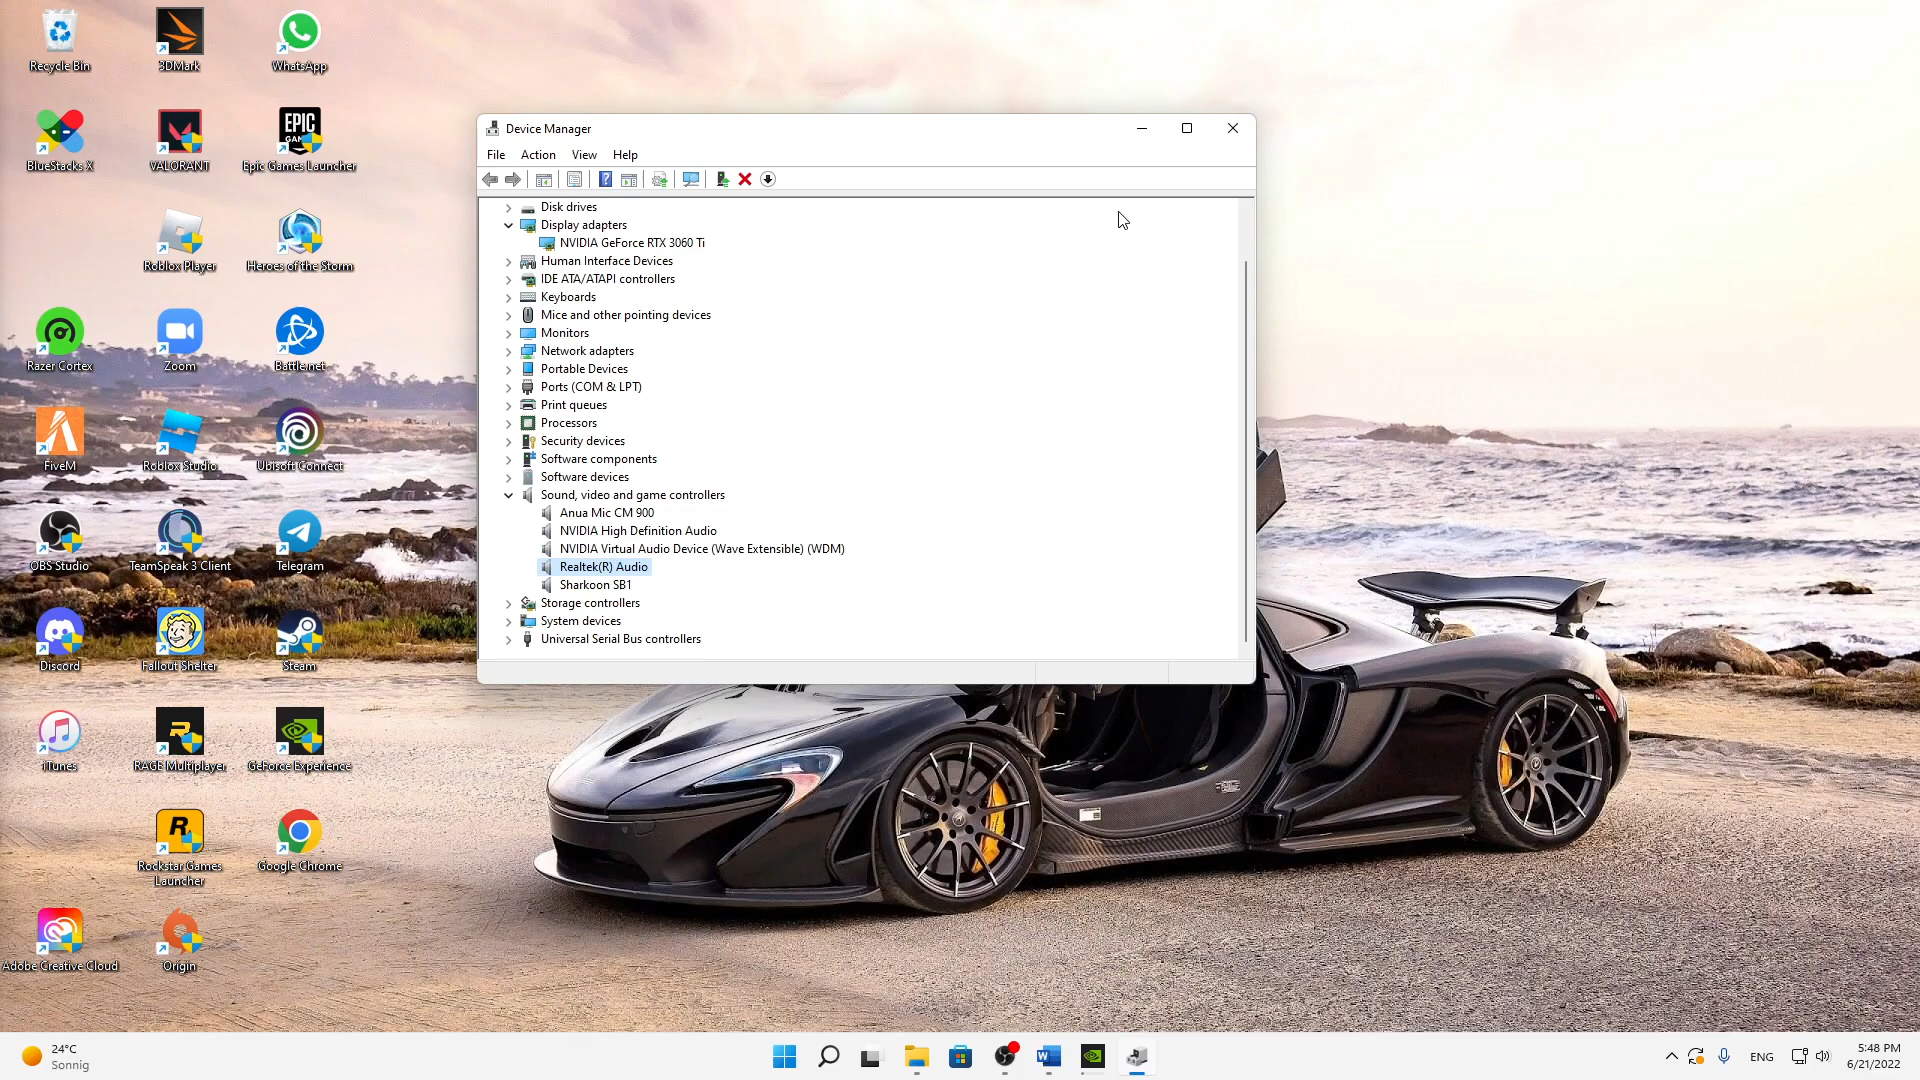 Recycle Bin
3DMark
WhatsApp
BlueStacks X
VALORANT
EPIC
GAMES
Epic Games Launcher
Roblox Player
Heroes of the Storm
Razer Cortex
Zoom
Battle.net
FiveM
Roblox Studio
Ubisoft Connect
OBS Studio
TeamSpeak 3 Client
Telegram
Discord
Fallout Shelter
Steam
iTunes
RAGE Multiplayer
GeForce Experience
Rockstar Games
Launcher
Google Chrome
Adobe Creative Cloud
Origin
Device Manager
File Action View Help
Disk drives
Display adapters
NVIDIA GeForce RTX 3060 Ti
Human Interface Devices
IDE ATA/ATAPI controllers
Keyboards
Mice and other pointing devices
Monitors
Network adapters
Portable Devices
Ports (COM & LPT)
Print queues
Processors
Security devices
Software components
Software devices
Sound, video and game controllers
Anua Mic CM 900
NVIDIA High Definition Audio
NVIDIA Virtual Audio Device (Wave Extensible) (WDM)
Realtek(R) Audio
Sharkoon SB1
Storage controllers
System devices
Universal Serial Bus controllers
24°C
Sonnig
ENG
5:48 PM
6/21/2022